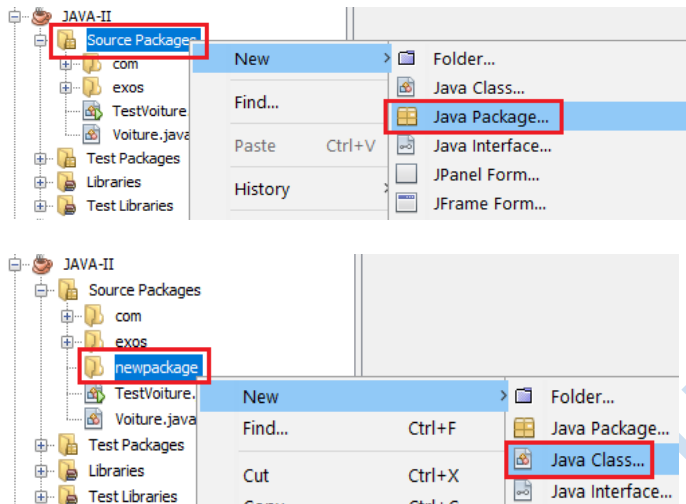 JAVA-II
Source Packages
New
Folder...
com
exos
Java Class...
Find...
TestVoiture
Java Package...
Voiture.java
Paste Ctrl+V
Java Interface...
Test Packages
Libraries
History
JPanel Form...
Test Libraries
JFrame Form...
JAVA-II
Source Packages
com
exos
newpackage
TestVoiture.
New
Folder...
Voiture.java
Find... Ctrl+F
Java Package...
Test Packages
Java Class...
Libraries
Cut Ctrl+X
Test Libraries
Java Interface...